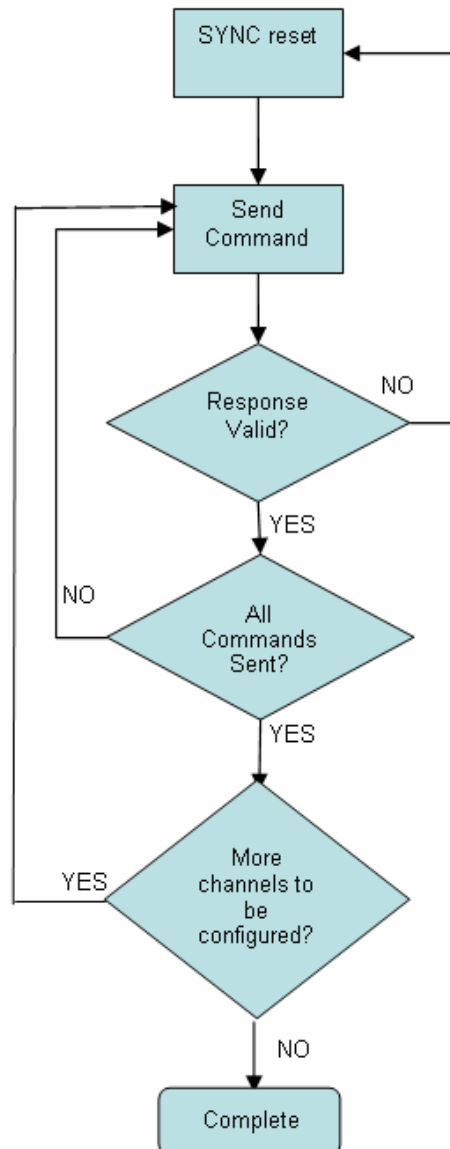 SYNC reset
Send
Command
Response
Valid?
NO
YES
All
Commands
Sent?
NO
YES
More
channels to
be
configured?
YES
NO
Complete